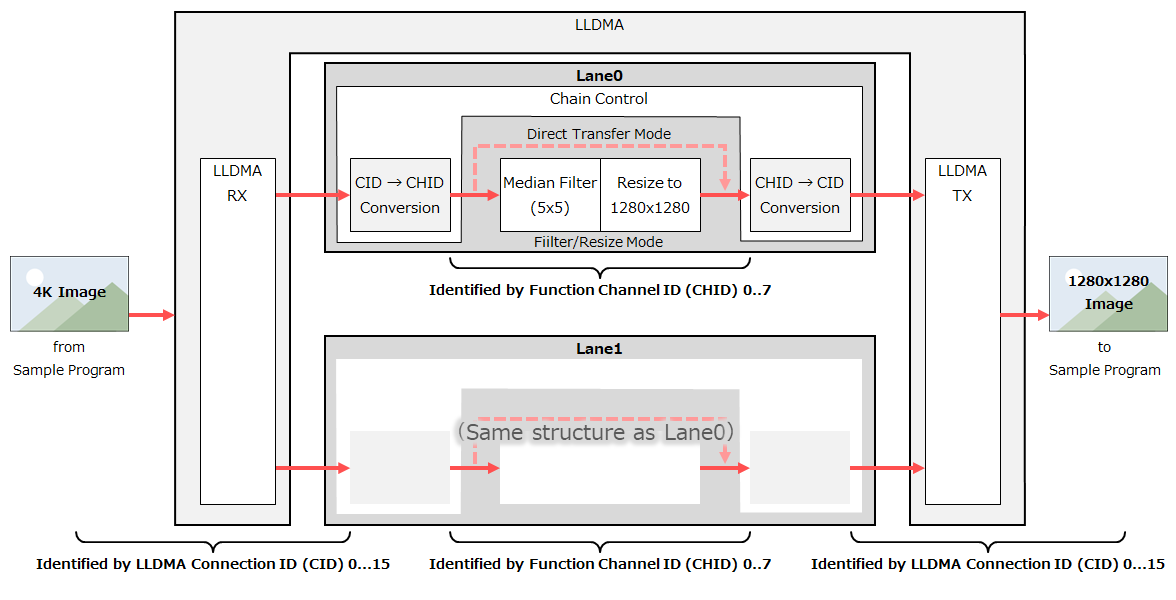 LLDMA
Lane0
Chain Control
Direct Transfer Mode
LLDMA
RX
CID → CHID
Conversion
Median Filter
(5x5)
Resize to
1280x1280
CHID → CID
Conversion
LLDMA
TX
Fiilter/Resize Mode
Identified by Function Channel ID (CHID) 0..7
4K Image
from
Sample Program
1280x1280
Image
to
Sample Program
Lane1
(Same structure as Lane0)
Identified by LLDMA Connection ID (CID) 0...15
Identified by Function Channel ID (CHID) 0..7
Identified by LLDMA Connection ID (CID) 0...15